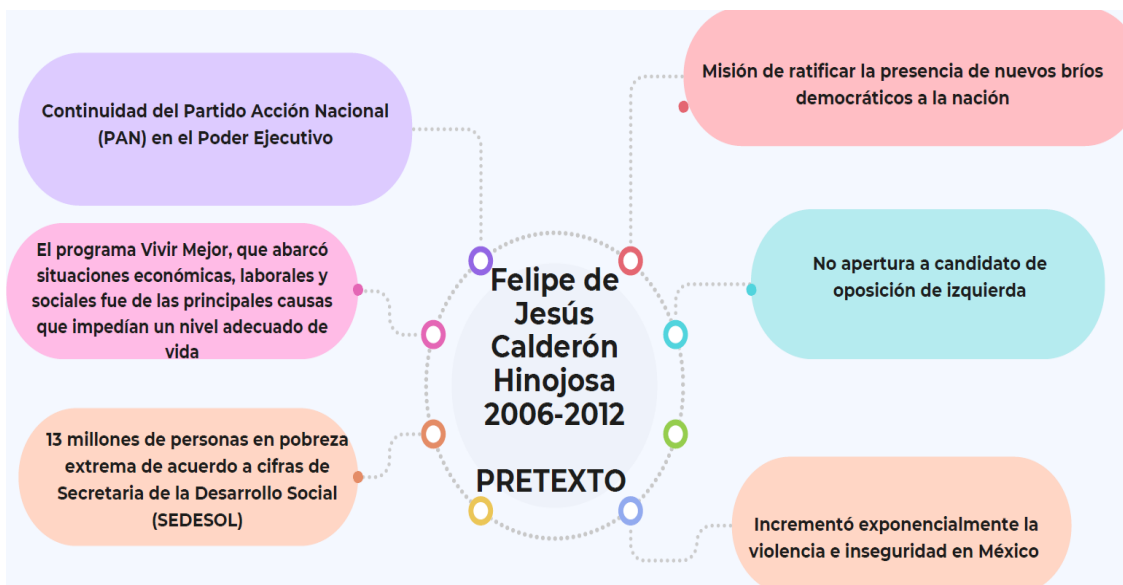 Continuidad del Partido Acción Nacional
(PAN) en el Poder Ejecutivo
Misión de ratificar la presencia de nuevos bríos
democráticos a la nación
El programa Vivir Mejor, que abarcó
situaciones económicas, laborales y
sociales fue de las principales causas
que impedían un nivel adecuado de
vida
No apertura a candidato de
oposición de izquierda
Felipe de
Jesús
Calderón
Hinojosa
2006-2012
PRETEXTO
13 millones de personas en pobreza
extrema de acuerdo a cifras de
Secretaria de la Desarrollo Social
(SEDESOL)
Incrementó exponencialmente la
violencia e inseguridad en México